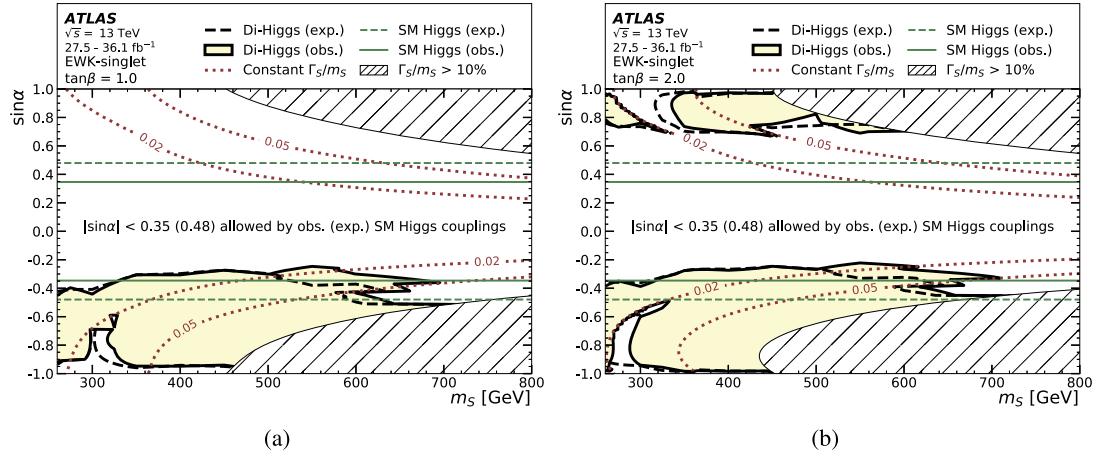 ATLAS
√s = 13 TeV
27.5 - 36.1 fb⁻¹
EWK-singlet
tanβ = 1.0
Di-Higgs (exp.)
Di-Higgs (obs.)
Constant Γ_S/m_S
SM Higgs (exp.)
SM Higgs (obs.)
Γ_S/m_S > 10%
sinα
1.0
0.8
0.6
0.4
0.2
0.0
-0.2
-0.4
-0.6
-0.8
-1.0
0.02
0.05
|sinα| < 0.35 (0.48) allowed by obs. (exp.) SM Higgs couplings
0.02
0.05
300 400 500 600 700 800
m_S [GeV]
(a)
ATLAS
√s = 13 TeV
27.5 - 36.1 fb⁻¹
EWK-singlet
tanβ = 2.0
Di-Higgs (exp.)
Di-Higgs (obs.)
Constant Γ_S/m_S
SM Higgs (exp.)
SM Higgs (obs.)
Γ_S/m_S > 10%
sinα
1.0
0.8
0.6
0.4
0.2
0.0
-0.2
-0.4
-0.6
-0.8
-1.0
0.02
0.05
|sinα| < 0.35 (0.48) allowed by obs. (exp.) SM Higgs couplings
0.02
0.05
300 400 500 600 700 800
m_S [GeV]
(b)